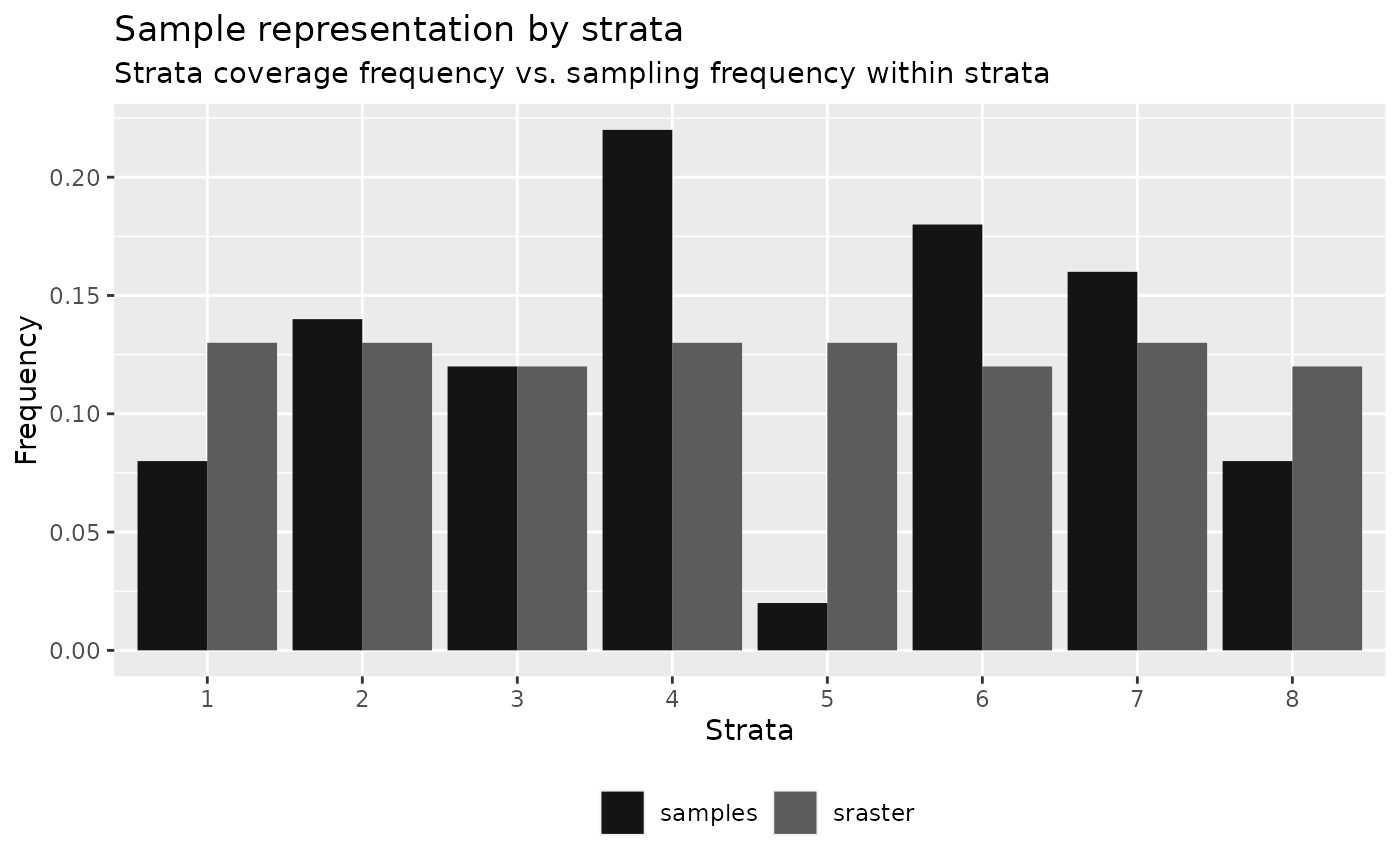 Sample representation by strata
Strata coverage frequency vs. sampling frequency within strata
Frequency
0.20
0.15
0.10
0.05
0.00
1 2 3 4 5 6 7 8
Strata
samples sraster